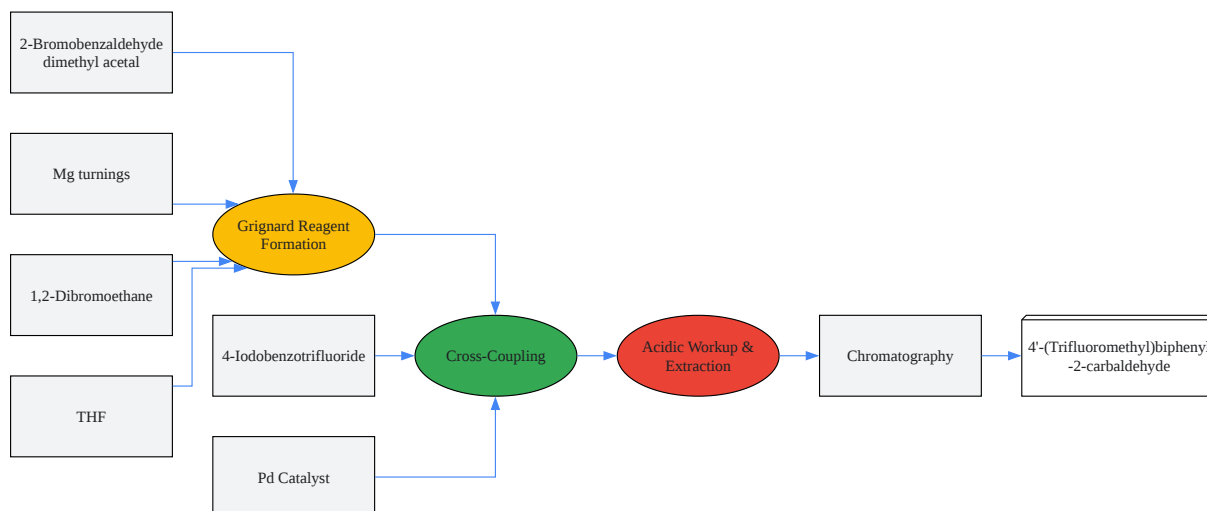 2-Bromobenzaldehyde
dimethyl acetal
Mg turnings
Grignard Reagent
Formation
1,2-Dibromoethane
4-Iodobenzotrifluoride
Cross-Coupling
Acidic Workup &
Extraction
Chromatography
4'-(Trifluoromethyl)biphenyl
-2-carbaldehyde
THF
Pd Catalyst